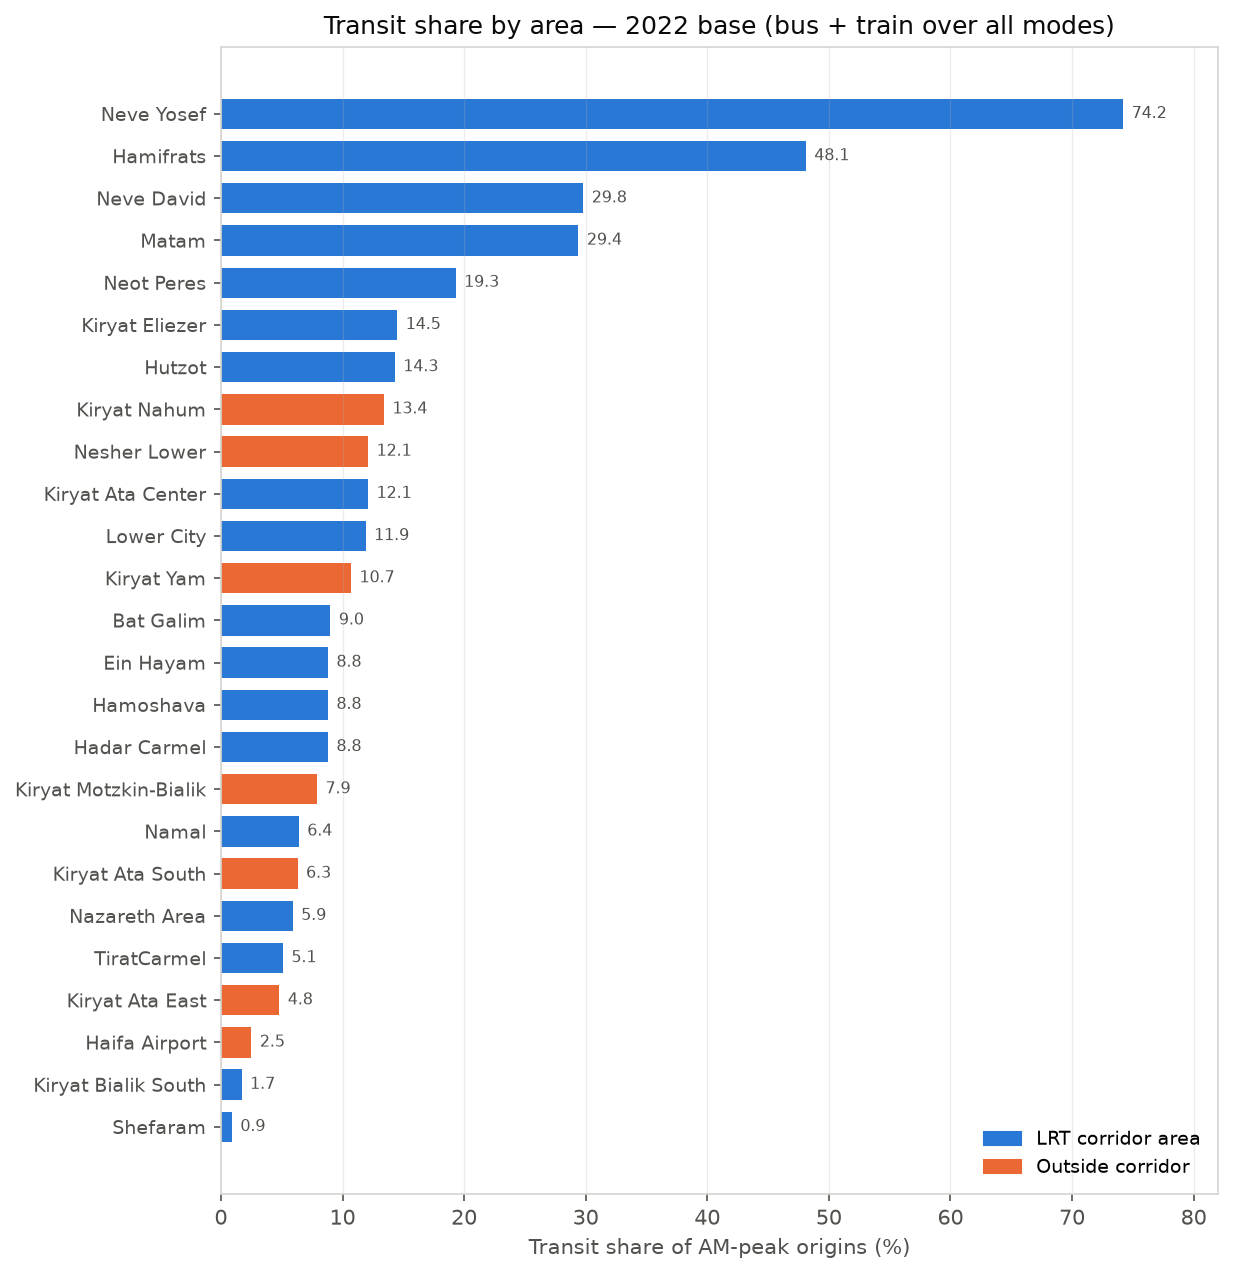 Transit share by area — 2022 base (bus + train over all modes)
Neve Yosef 74.2
Hamifrats 48.1
Neve David 29.8
Matam 29.4
Neot Peres 19.3
Kiryat Eliezer 14.5
Hutzot 14.3
Kiryat Nahum 13.4
Nesher Lower 12.1
Kiryat Ata Center 12.1
Lower City 11.9
Kiryat Yam 10.7
Bat Galim 9.0
Ein Hayam 8.8
Hamoshava 8.8
Hadar Carmel 8.8
Kiryat Motzkin-Bialik 7.9
Namal 6.4
Kiryat Ata South 6.3
Nazareth Area 5.9
TiratCarmel 5.1
Kiryat Ata East 4.8
Haifa Airport 2.5
Kiryat Bialik South 1.7
Shefaram 0.9
LRT corridor area
Outside corridor
0 10 20 30 40 50 60 70 80
Transit share of AM-peak origins (%)